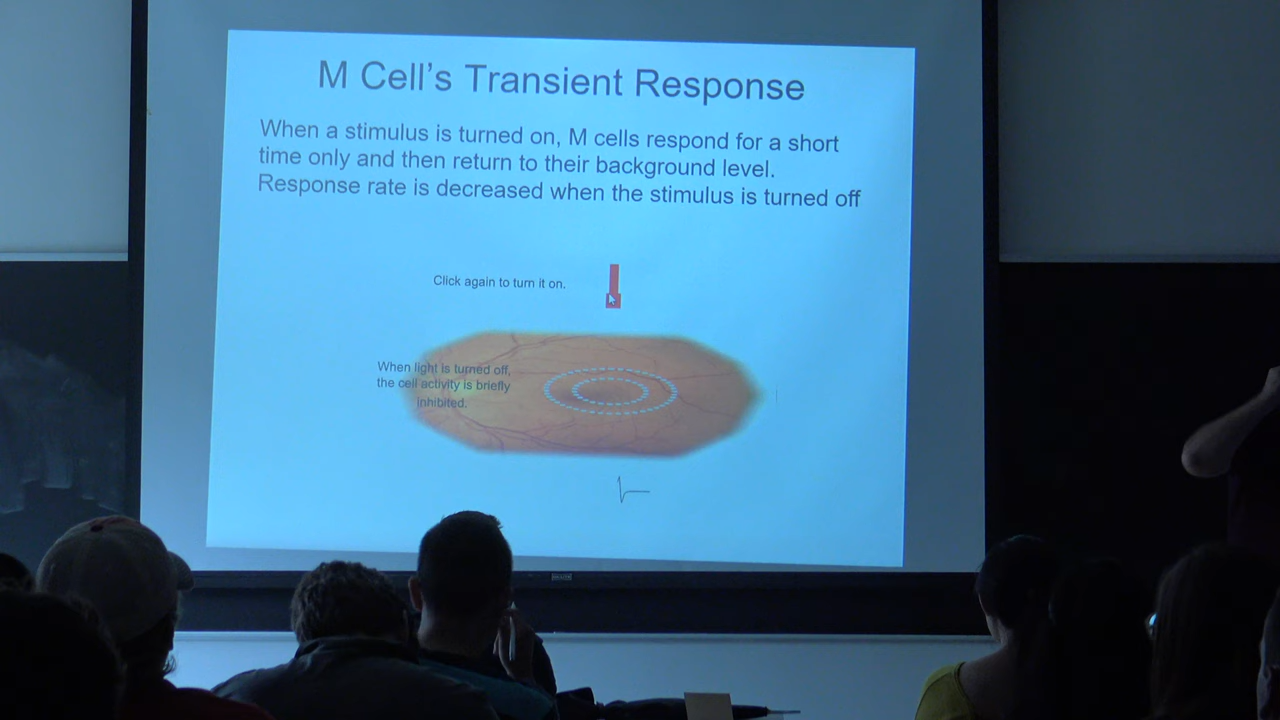 M Cell's Transient Response
When a stimulus is turned on, M cells respond for a short
time only and then return to their background level.
Response rate is decreased when the stimulus is turned off
Click again to turn it on.
When light is turned off,
the cell activity is briefly
inhibited.